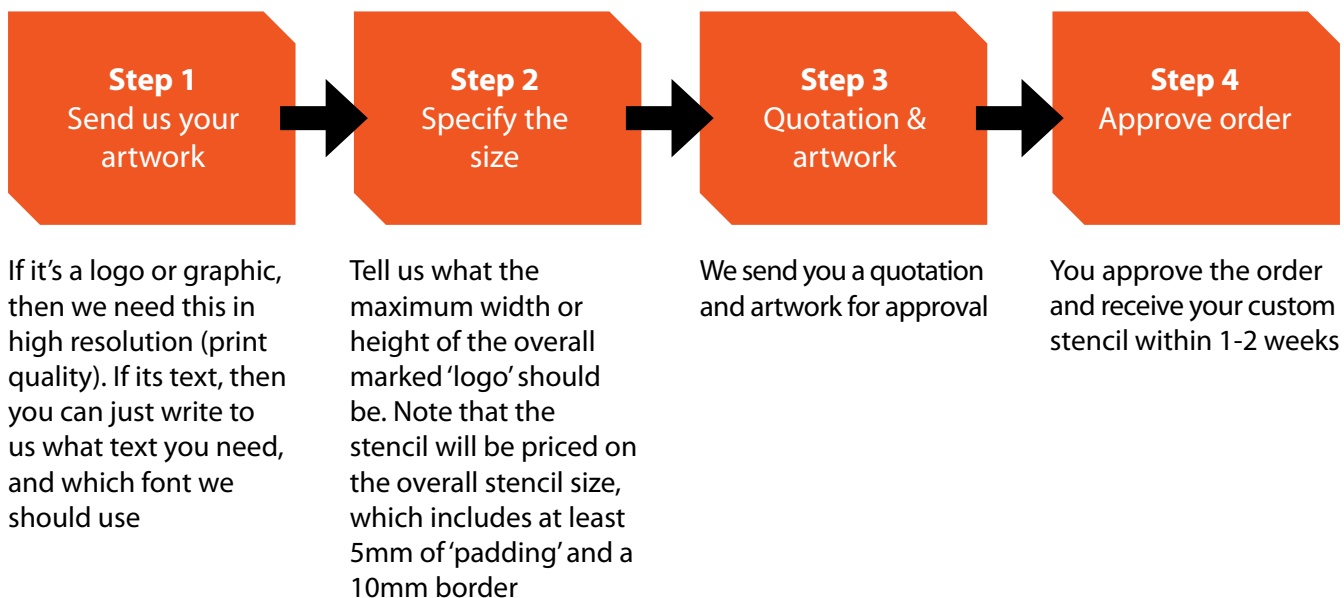 Step 1
Send us your
artwork
Step 2
Specify the
size
Step 3
Quotation &
artwork
Step 4
Approve order
If it's a logo or graphic,
then we need this in
high resolution (print
quality). If its text, then
you can just write to
us what text you need,
and which font we
should use
Tell us what the
maximum width or
height of the overall
marked 'logo' should
be. Note that the
stencil will be priced on
the overall stencil size,
which includes at least
5mm of 'padding' and a
10mm border
We send you a quotation
and artwork for approval
You approve the order
and receive your custom
stencil within 1-2 weeks